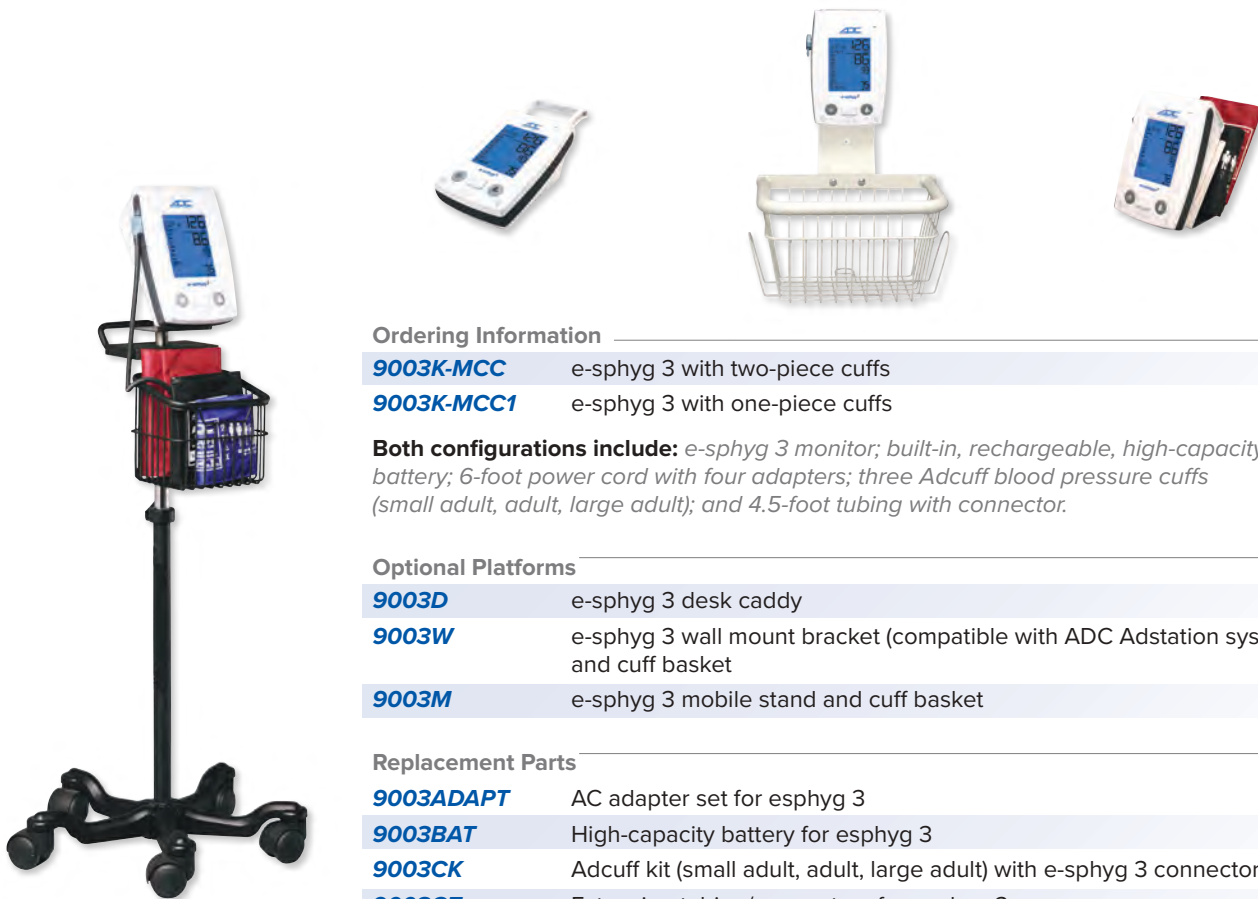 ADC
ADC
ADC
ADC
Ordering Information
9003K-MCC e-sphyg 3 with two-piece cuffs
9003K-MCC1 e-sphyg 3 with one-piece cuffs
Both configurations include: e-sphyg 3 monitor; built-in, rechargeable, high-capacity
battery; 6-foot power cord with four adapters; three Adcuff blood pressure cuffs
(small adult, adult, large adult); and 4.5-foot tubing with connector.
Optional Platforms
9003D e-sphyg 3 desk caddy
9003W e-sphyg 3 wall mount bracket (compatible with ADC Adstation sys
and cuff basket
9003M e-sphyg 3 mobile stand and cuff basket
Replacement Parts
9003ADAPT AC adapter set for esphyg 3
9003BAT High-capacity battery for esphyg 3
9003CK Adcuff kit (small adult, adult, large adult) with e-sphyg 3 connector